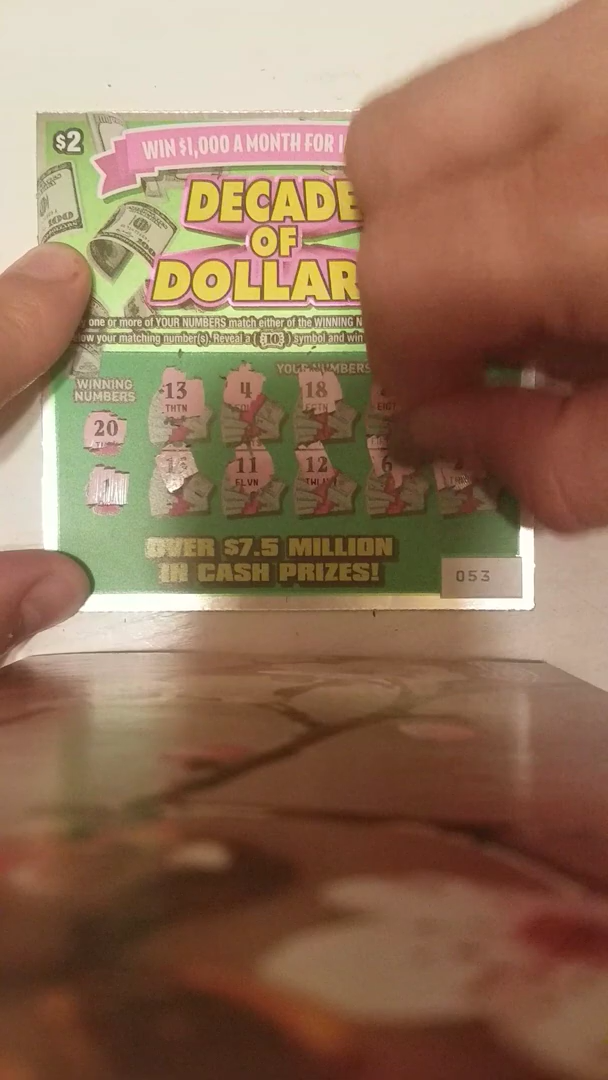 $2
WIN $1,000 A MONTH FOR
DECADE
OF
DOLLAR
one or more of YOUR NUMBERS match either of the WINNING N
your matching number(s). Reveal a (10) symbol and win
WINNING
NUMBERS
YOUR NUMBERS
13
THTN
4
18
20
11
ELVN
12
6
OVER $7.5 MILLION
IN CASH PRIZES!
053